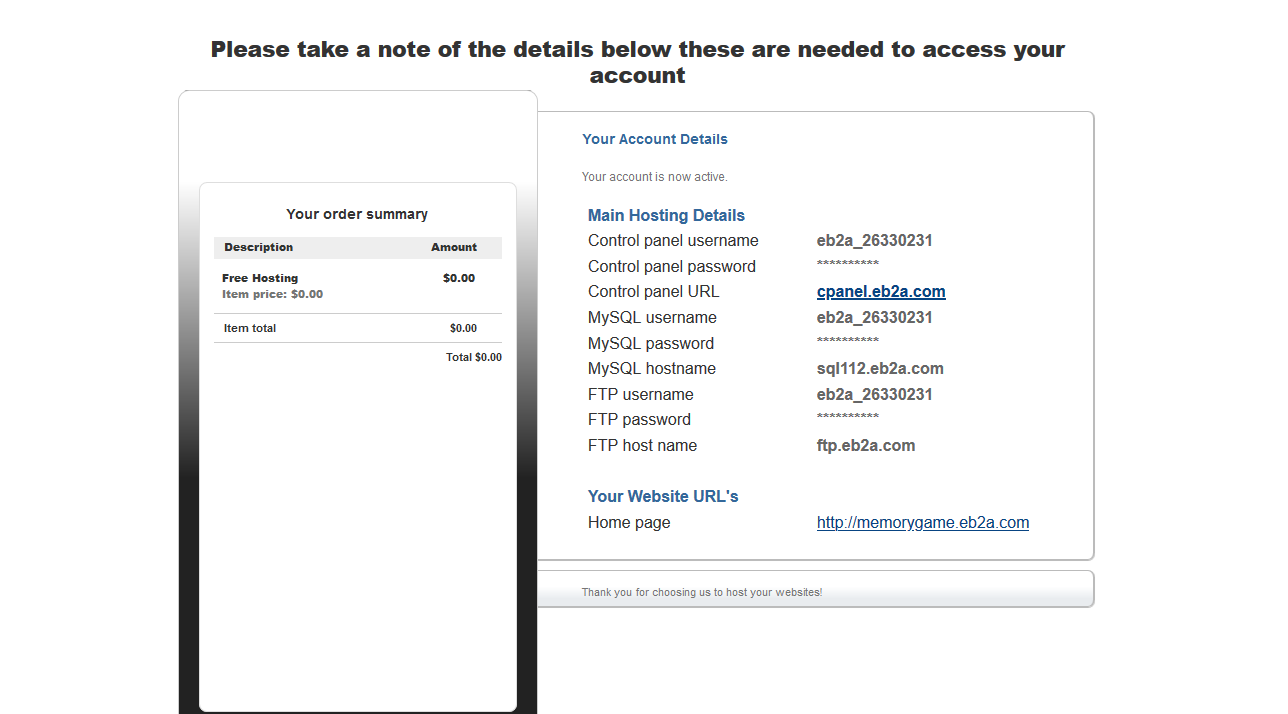 Please take a note of the details below these are needed to access your
account
Your order summary
Description Amount
Free Hosting $0.00
Item price: $0.00
Item total $0.00
Total $0.00
Your Account Details
Your account is now active.
Main Hosting Details
Control panel username eb2a_26330231
Control panel password **********
Control panel URL cpanel.eb2a.com
MySQL username eb2a_26330231
MySQL password **********
MySQL hostname sql112.eb2a.com
FTP username eb2a_26330231
FTP password **********
FTP host name ftp.eb2a.com
Your Website URL's
Home page http://memorygame.eb2a.com
Thank you for choosing us to host your websites!